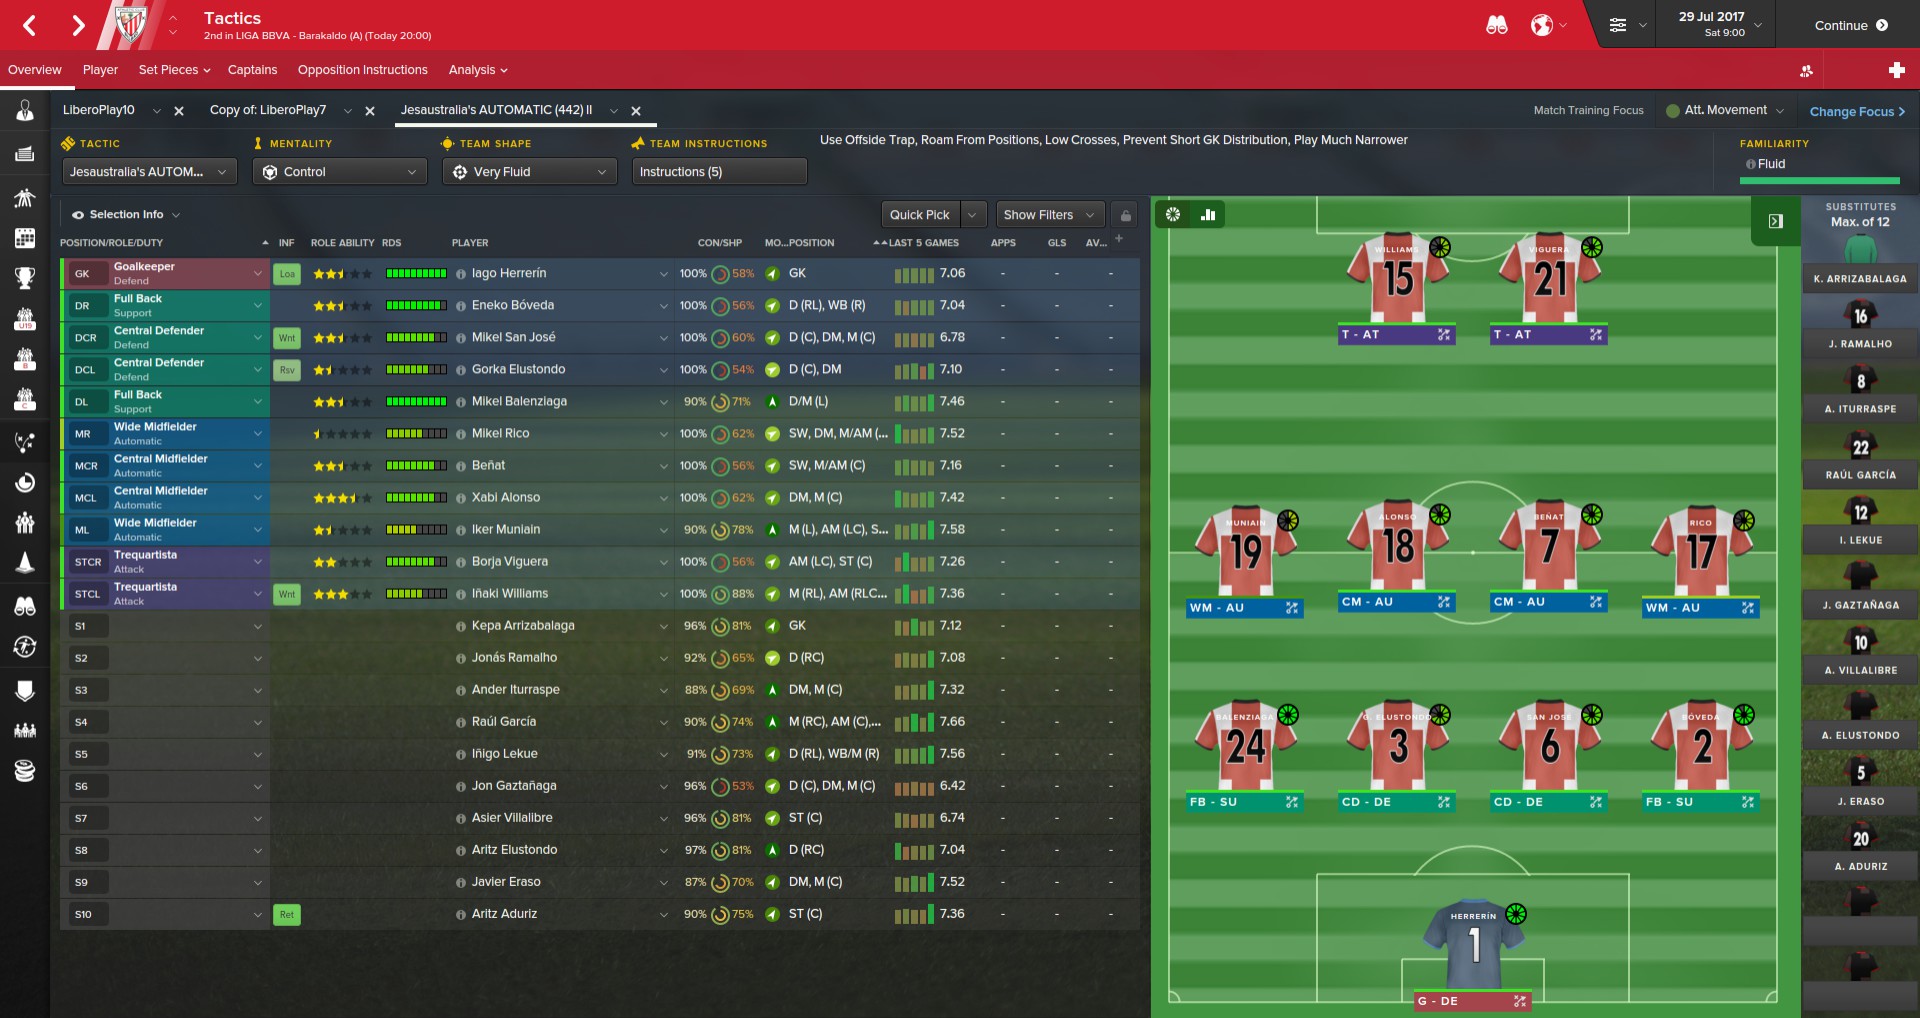 Tactics
2nd in LIGA BBVA - Barakaldo (A) (Today 20:00)
29 Jul 2017
Sat 9:00
Continue
Overview Player Set Pieces Captains Opposition Instructions Analysis
LiberoPlay10 Copy of: LiberoPlay7 Jesaustralia's AUTOMATIC (442) II
Match Training Focus Att. Movement Change Focus >
TACTIC MENTALITY TEAM SHAPE TEAM INSTRUCTIONS
Jesaustralia's AUTOM... Control Very Fluid Instructions (5)
Use Offside Trap, Roam From Positions, Low Crosses, Prevent Short GK Distribution, Play Much Narrower
FAMILIARITY
Fluid
Selection Info Quick Pick Show Filters
POSITION/ROLE/DUTY INF ROLE ABILITY RDS PLAYER CON/SHP MO... POSITION LAST 5 GAMES APPS GLS AV...
GK Goalkeeper Defend Loa Iago Herrerín 100% 58% GK 7.06 - - -
DR Full Back Support Eneko Bóveda 100% 56% D (RL), WB (R) 7.04 - - -
DCR Central Defender Defend Wnt Mikel San José 100% 60% D (C), DM, M (C) 6.78 - - -
DCL Central Defender Defend Rsv Gorka Elustondo 100% 54% D (C), DM 7.10 - - -
DL Full Back Support Mikel Balenziaga 90% 71% D/M (L) 7.46 - - -
MR Wide Midfielder Automatic Mikel Rico 100% 62% SW, DM, M/AM (... 7.52 - - -
MCR Central Midfielder Automatic Beñat 100% 56% SW, M/AM (C) 7.16 - - -
MCL Central Midfielder Automatic Xabi Alonso 100% 62% DM, M (C) 7.42 - - -
ML Wide Midfielder Automatic Iker Muniain 90% 78% M (L), AM (LC), S... 7.58 - - -
STCR Trequartista Attack Borja Viguera 100% 56% AM (LC), ST (C) 7.26 - - -
STCL Trequartista Attack Wnt Iñaki Williams 100% 88% M (RL), AM (RLC... 7.36 - - -
S1 Kepa Arrizabalaga 96% 81% GK 7.12 - - -
S2 Jonás Ramalho 92% 65% D (RC) 7.08 - - -
S3 Ander Iturraspe 88% 69% DM, M (C) 7.32 - - -
S4 Raúl García 90% 74% M (RC), AM (C),... 7.66 - - -
S5 Iñigo Lekue 91% 73% D (RL), WB/M (R) 7.56 - - -
S6 Jon Gaztañaga 96% 53% D (C), DM, M (C) 6.42 - - -
S7 Asier Villalibre 96% 81% ST (C) 6.74 - - -
S8 Aritz Elustondo 97% 81% D (RC) 7.04 - - -
S9 Javier Eraso 87% 70% DM, M (C) 7.52 - - -
S10 Ret Aritz Aduriz 90% 75% ST (C) 7.36 - - -
U19
B
C
WILLIAMS VIGUERA
15 21
T - AT T - AT
MUNIAIN ALONSO BEÑAT RICO
19 18 7 17
WM - AU CM - AU CM - AU WM - AU
BALENZIAGA G. ELUSTONDO SAN JOSÉ BÓVEDA
24 3 6 2
FB - SU CD - DE CD - DE FB - SU
HERRERÍN
1
G - DE
SUBSTITUTES
Max. of 12
K. ARRIZABALAGA
16
J. RAMALHO
8
A. ITURRASPE
22
RAÚL GARCÍA
12
I. LEKUE
J. GAZTAÑAGA
10
A. VILLALIBRE
A. ELUSTONDO
5
J. ERASO
20
A. ADURIZ